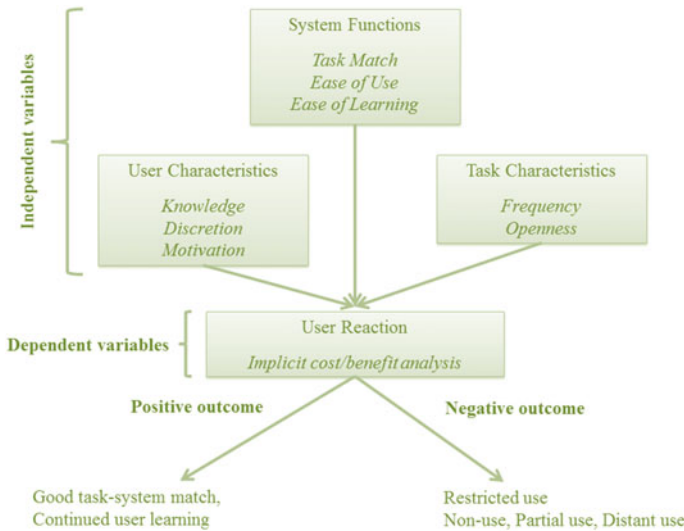 System Functions
Task Match
Ease of Use
Ease of Learning
Independent variables
User Characteristics
Knowledge
Discretion
Motivation
Task Characteristics
Frequency
Openness
Dependent variables
User Reaction
Implicit cost/benefit analysis
Positive outcome
Negative outcome
Good task-system match,
Continued user learning
Restricted use
Non-use, Partial use, Distant use